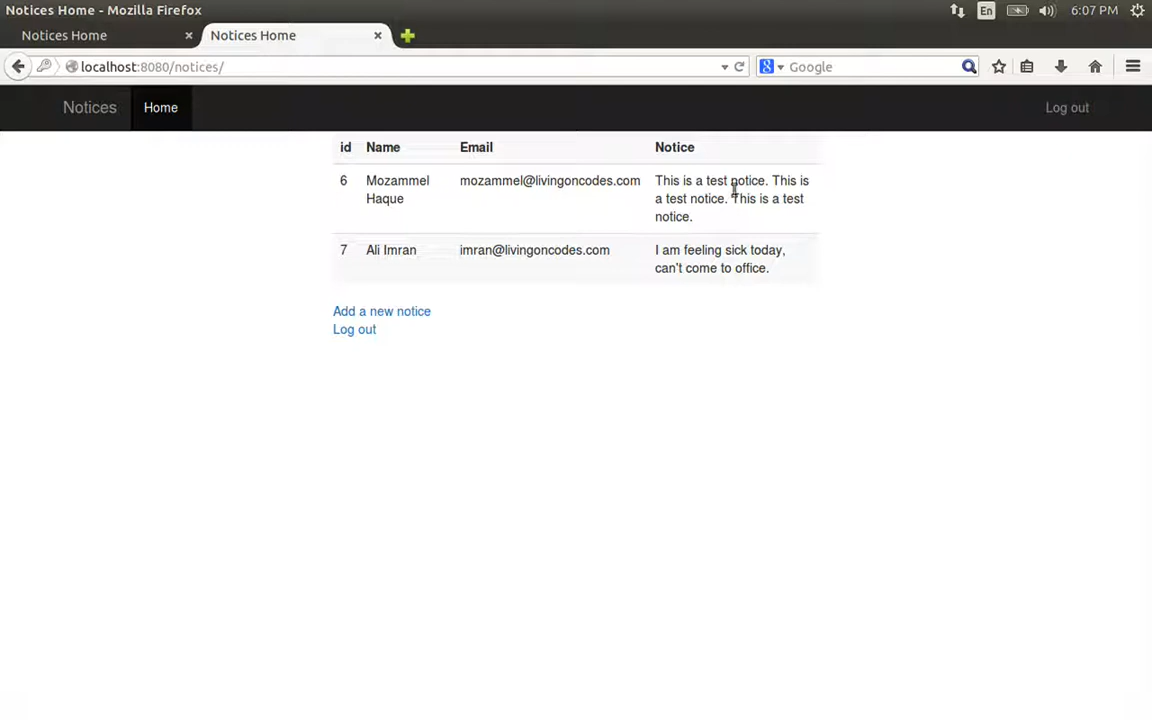 Notices Home - Mozilla Firefox
En
6:07 PM
Notices Home
Notices Home
localhost:8080/notices/
Google
Notices Home Log out
id Name Email Notice
6 Mozammel mozammel@livingoncodes.com This is a test notice. This is
Haque a test notice. This is a test
notice.
7 Ali Imran imran@livingoncodes.com I am feeling sick today,
can't come to office.
Add a new notice
Log out